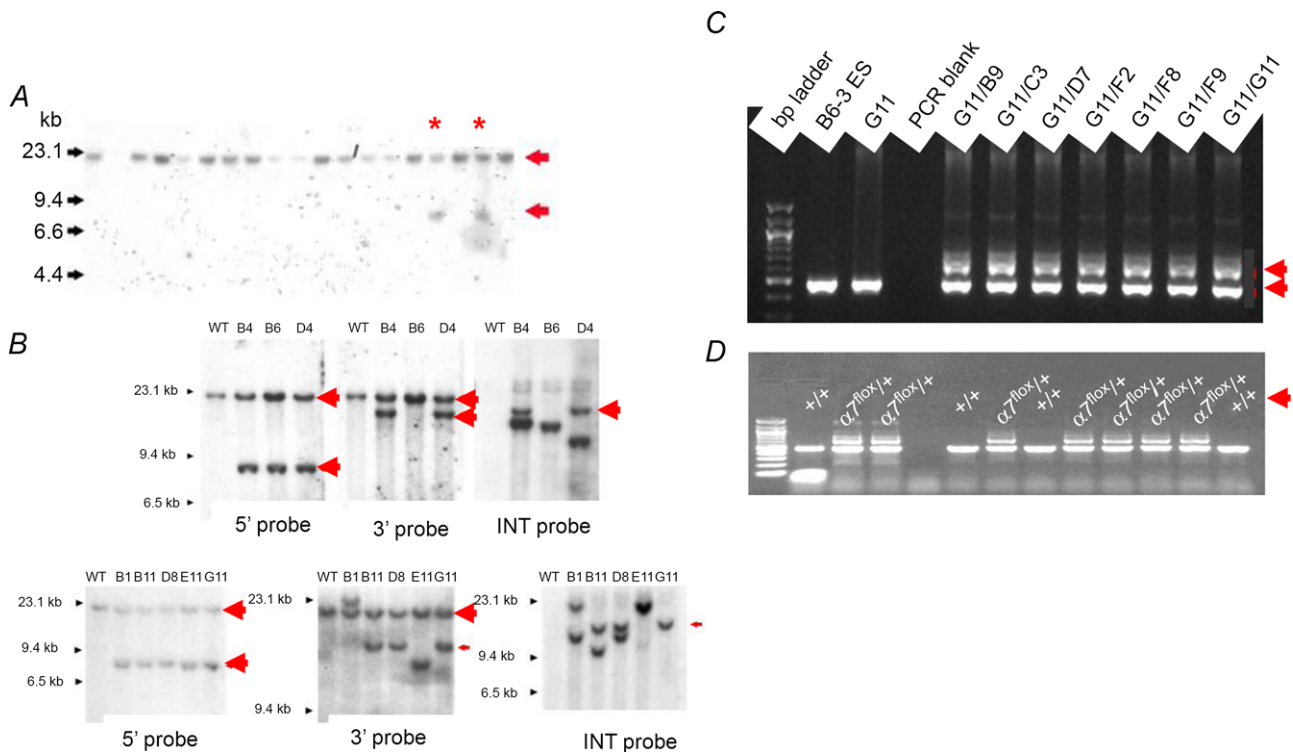 A
kb
23.1
9.4
6.6
4.4
* *
B
WT B4 B6 D4
23.1 kb
9.4 kb
6.5 kb
5' probe
B4 B6 D4
3' probe
WT B4 B6 D4
INT probe
WT B1 B11 D8 E11 G11
23.1 kb
9.4 kb
6.5 kb
5' probe
WT B1 B11 D8 E11 G11
23.1 kb
9.4 kb
3' probe
WT B1 B11 D8 E11 G11
23.1 kb
9.4 kb
6.5 kb
INT probe
C
bp ladder
B6-3 ES
G11
PCR blank
G11/B9
G11/C3
G11/D7
G11/F2
G11/F8
G11/F9
G11/G11
D
+/+
α7flox/+
α7flox/+
+/+
α7flox/+
+/+
α7flox/+
α7flox/+
α7flox/+
α7flox/+
+/+